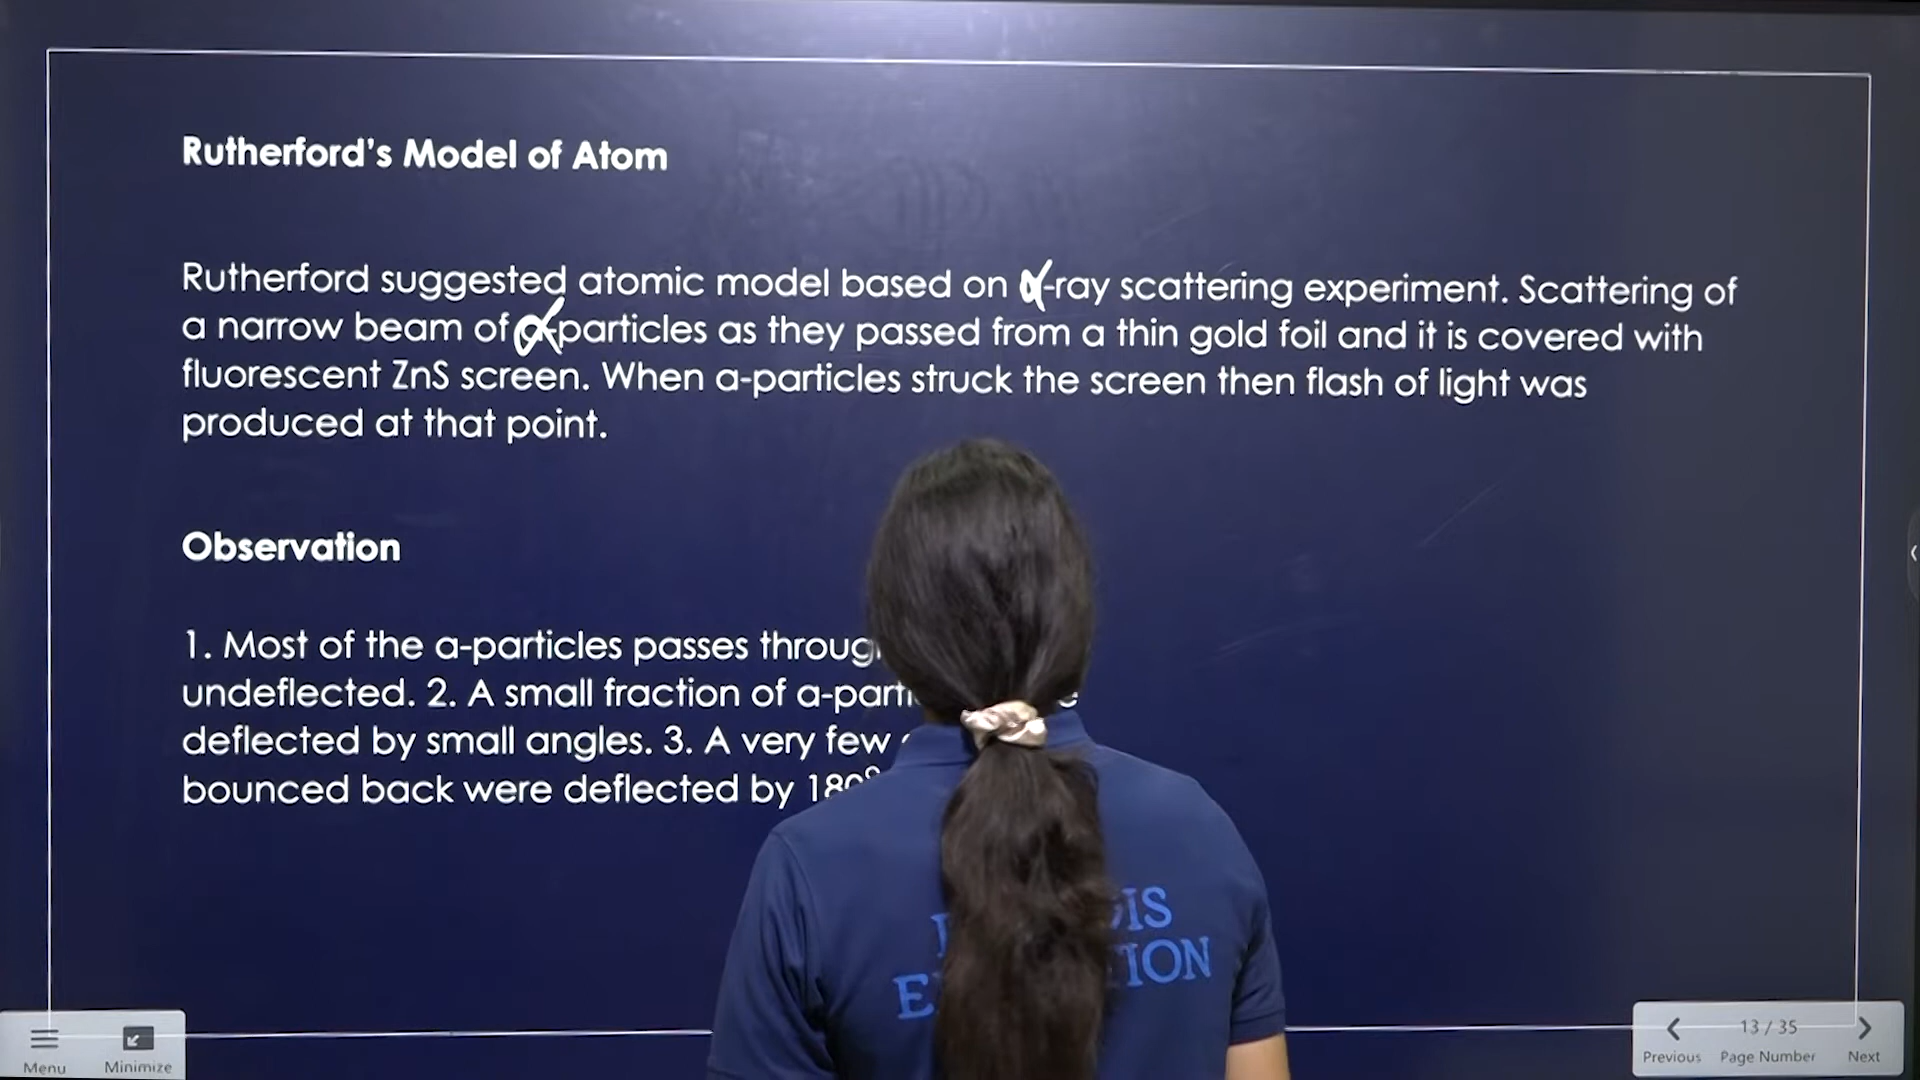 Rutherford's Model of Atom
Rutherford suggested atomic model based on α-ray scattering experiment. Scattering of
a narrow beam of α-particles as they passed from a thin gold foil and it is covered with
fluorescent ZnS screen. When a-particles struck the screen then flash of light was
produced at that point.
Observation
1. Most of the a-particles passes
undeflected. 2. A small fraction of
deflected by small angles. 3. A very few
bounced back were deflected by
Menu
Minimize
13 / 35
Previous Page Number Next